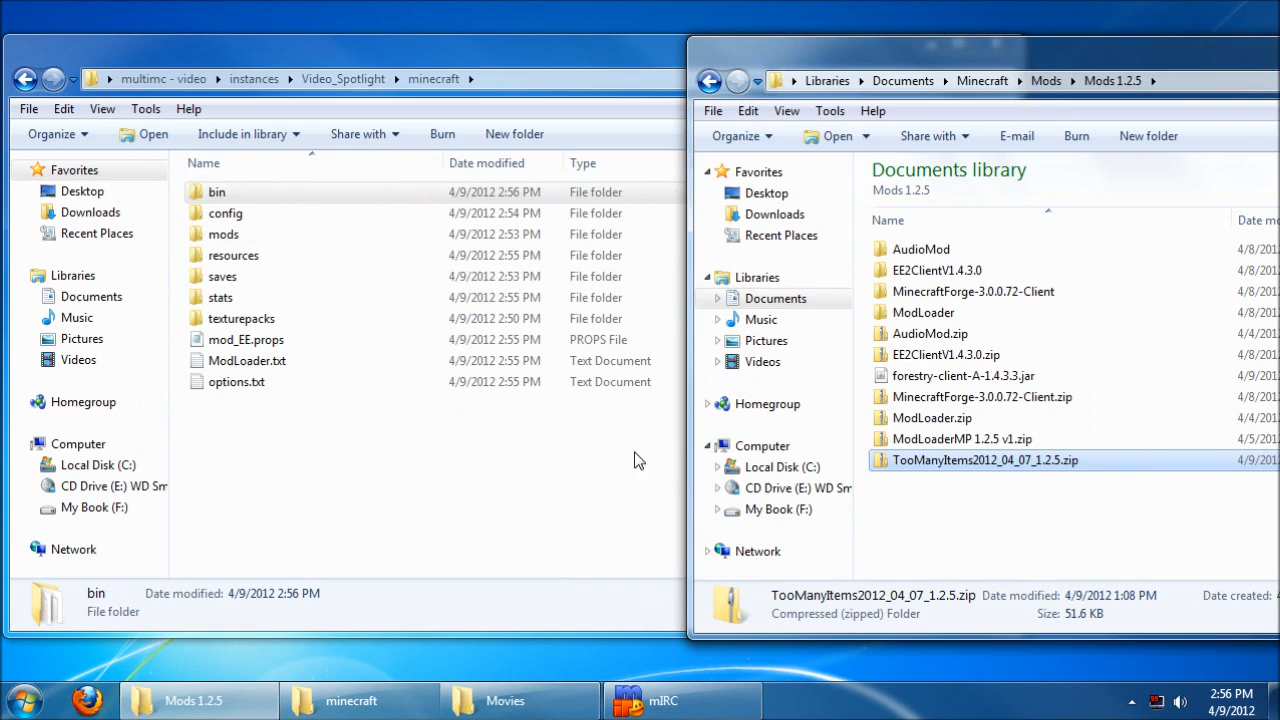 multimc - video instances Video_Spotlight minecraft
File Edit View Tools Help
Organize Open Include in library Share with Burn New folder
Favorites
Desktop
Downloads
Recent Places
Libraries
Documents
Music
Pictures
Videos
Homegroup
Computer
Local Disk (C:)
CD Drive (E:) WD Sm
My Book (F:)
Network
Name Date modified Type
bin 4/9/2012 2:56 PM File folder
config 4/9/2012 2:54 PM File folder
mods 4/9/2012 2:53 PM File folder
resources 4/9/2012 2:55 PM File folder
saves 4/9/2012 2:53 PM File folder
stats 4/9/2012 2:55 PM File folder
texturepacks 4/9/2012 2:50 PM File folder
mod_EE.props 4/9/2012 2:55 PM PROPS File
ModLoader.txt 4/9/2012 2:55 PM Text Document
options.txt 4/9/2012 2:55 PM Text Document
bin Date modified: 4/9/2012 2:56 PM
File folder
Libraries Documents Minecraft Mods Mods 1.2.5
File Edit View Tools Help
Organize Open Share with E-mail Burn New folder
Favorites
Desktop
Downloads
Recent Places
Libraries
Documents
Music
Pictures
Videos
Homegroup
Computer
Local Disk (C:)
CD Drive (E:) WD Sm
My Book (F:)
Network
Documents library
Mods 1.2.5
Name Date mo
AudioMod 4/8/2
EE2ClientV1.4.3.0 4/8/2
MinecraftForge-3.0.0.72-Client 4/8/2
ModLoader 4/8/2
AudioMod.zip 4/4/2
EE2ClientV1.4.3.0.zip 4/8/2
forestry-client-A-1.4.3.3.jar 4/9/2
MinecraftForge-3.0.0.72-Client.zip 4/8/2
ModLoader.zip 4/4/2
ModLoaderMP 1.2.5 v1.zip 4/5/2
TooManyItems2012_04_07_1.2.5.zip 4/9/2
TooManyItems2012_04_07_1.2.5.zip Date modified: 4/9/2012 1:08 PM Date created:
Compressed (zipped) Folder Size: 51.6 KB
Mods 1.2.5 minecraft Movies mIRC
2:56 PM
4/9/2012